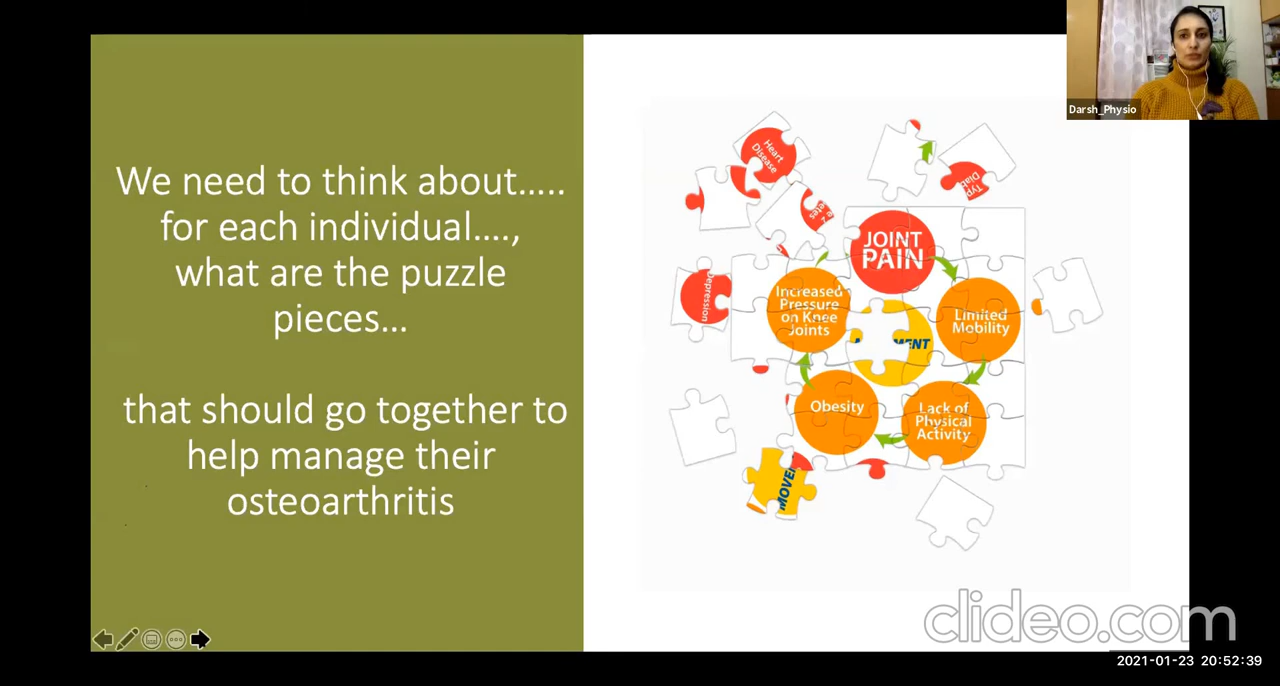 We need to think about.....
for each individual....,
what are the puzzle
pieces...
that should go together to
help manage their
osteoarthritis
Heart
Disease
Depression
JOINT
PAIN
Increased
Pressure
on Knee
Joints
Limited
Mobility
Obesity
Lack of
Physical
Activity
Darsh_Physio
clideo.com
2021-01-23 20:52:39